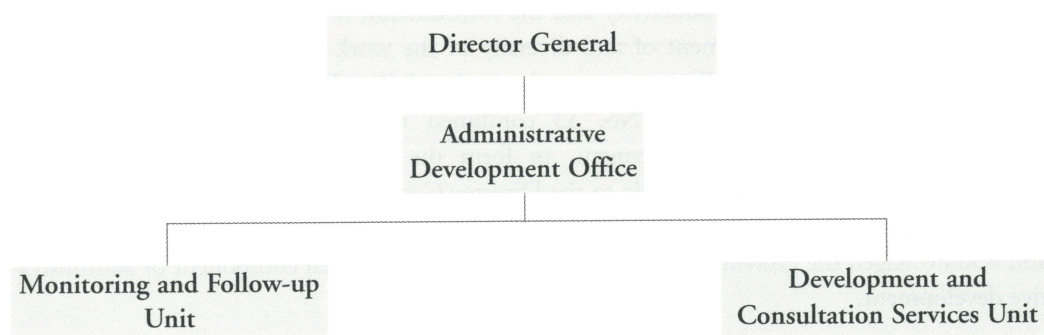 Director General
Administrative
Development Office
Monitoring and Follow-up
Unit
Development and
Consultation Services Unit